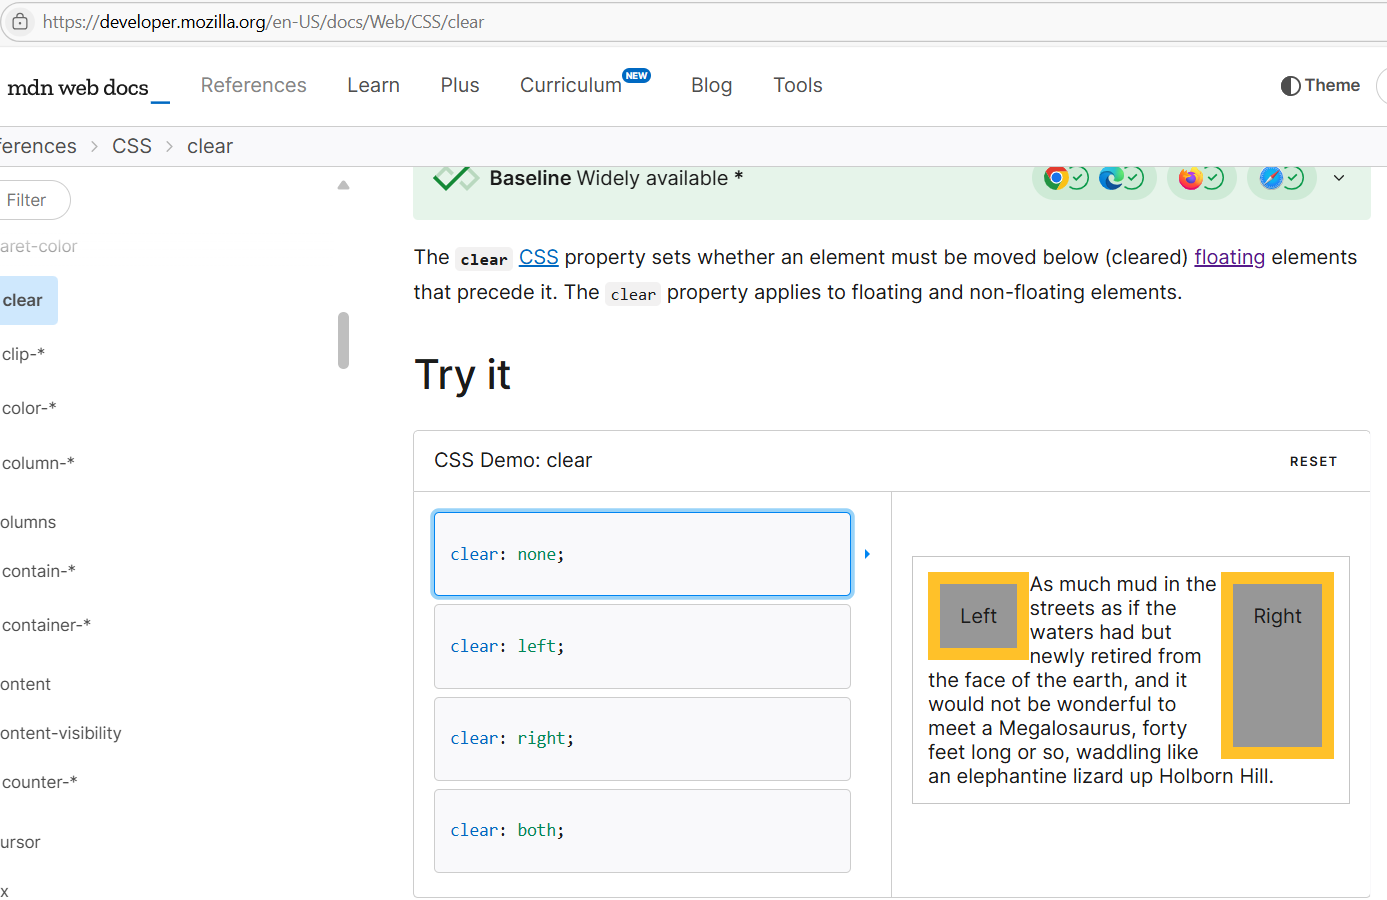 https://developer.mozilla.org/en-US/docs/Web/CSS/clear
mdn web docs_ References Learn Plus Curriculum NEW Blog Tools Theme
ferences > CSS > clear
Filter
aret-color
clear
clip-*
color-*
column-*
olumns
contain-*
container-*
ontent
ontent-visibility
counter-*
ursor
x
Baseline Widely available *
The clear CSS property sets whether an element must be moved below (cleared) floating elements
that precede it. The clear property applies to floating and non-floating elements.
Try it
CSS Demo: clear
RESET
clear: none;
clear: left;
clear: right;
clear: both;
Left
Right
As much mud in the
streets as if the
waters had but
newly retired from
the face of the earth, and it
would not be wonderful to
meet a Megalosaurus, forty
feet long or so, waddling like
an elephantine lizard up Holborn Hill.